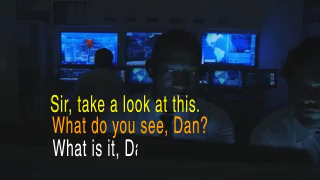 Sir, take a look at this.
What do you see, Dan?
What is it, Da